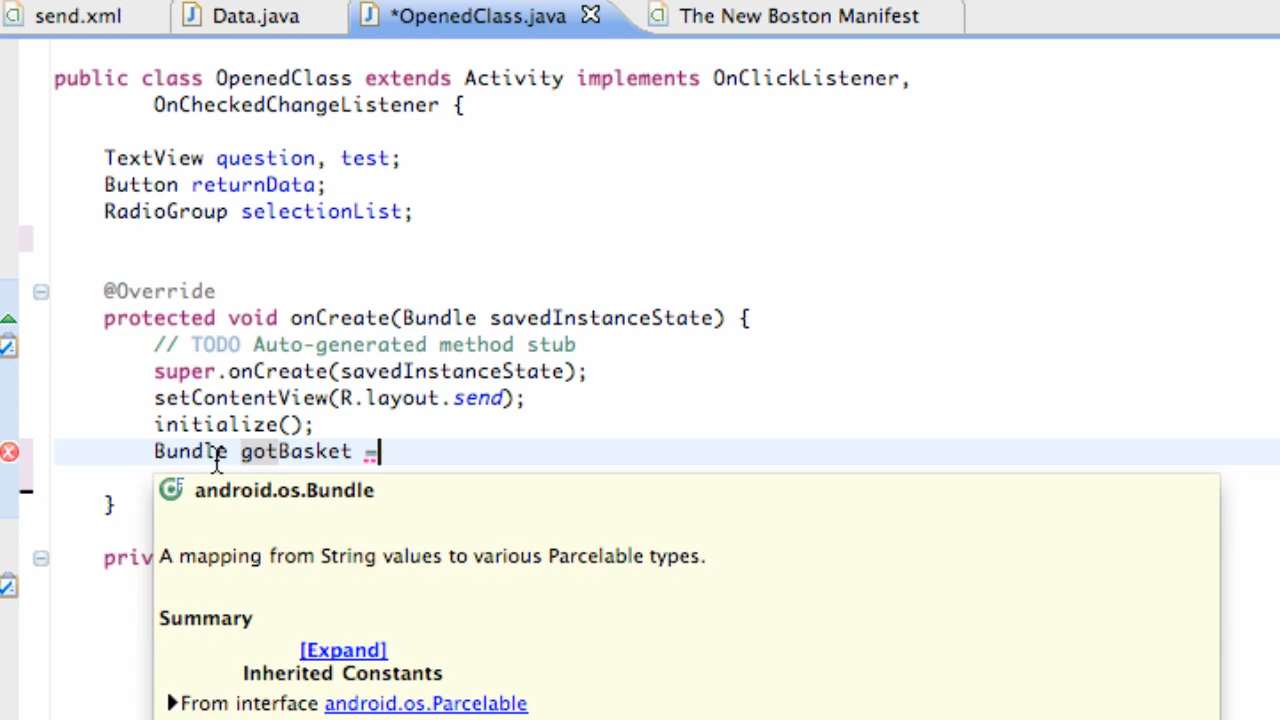 send.xml Data.java *OpenedClass.java The New Boston Manifest
public class OpenedClass extends Activity implements OnClickListener,
OnCheckedChangeListener {
TextView question, test;
Button returnData;
RadioGroup selectionList;
@Override
protected void onCreate(Bundle savedInstanceState) {
// TODO Auto-generated method stub
super.onCreate(savedInstanceState);
setContentView(R.layout.send);
initialize();
Bundle gotBasket =
android.os.Bundle
}
priv
A mapping from String values to various Parcelable types.
Summary
[Expand]
Inherited Constants
From interface android.os.Parcelable